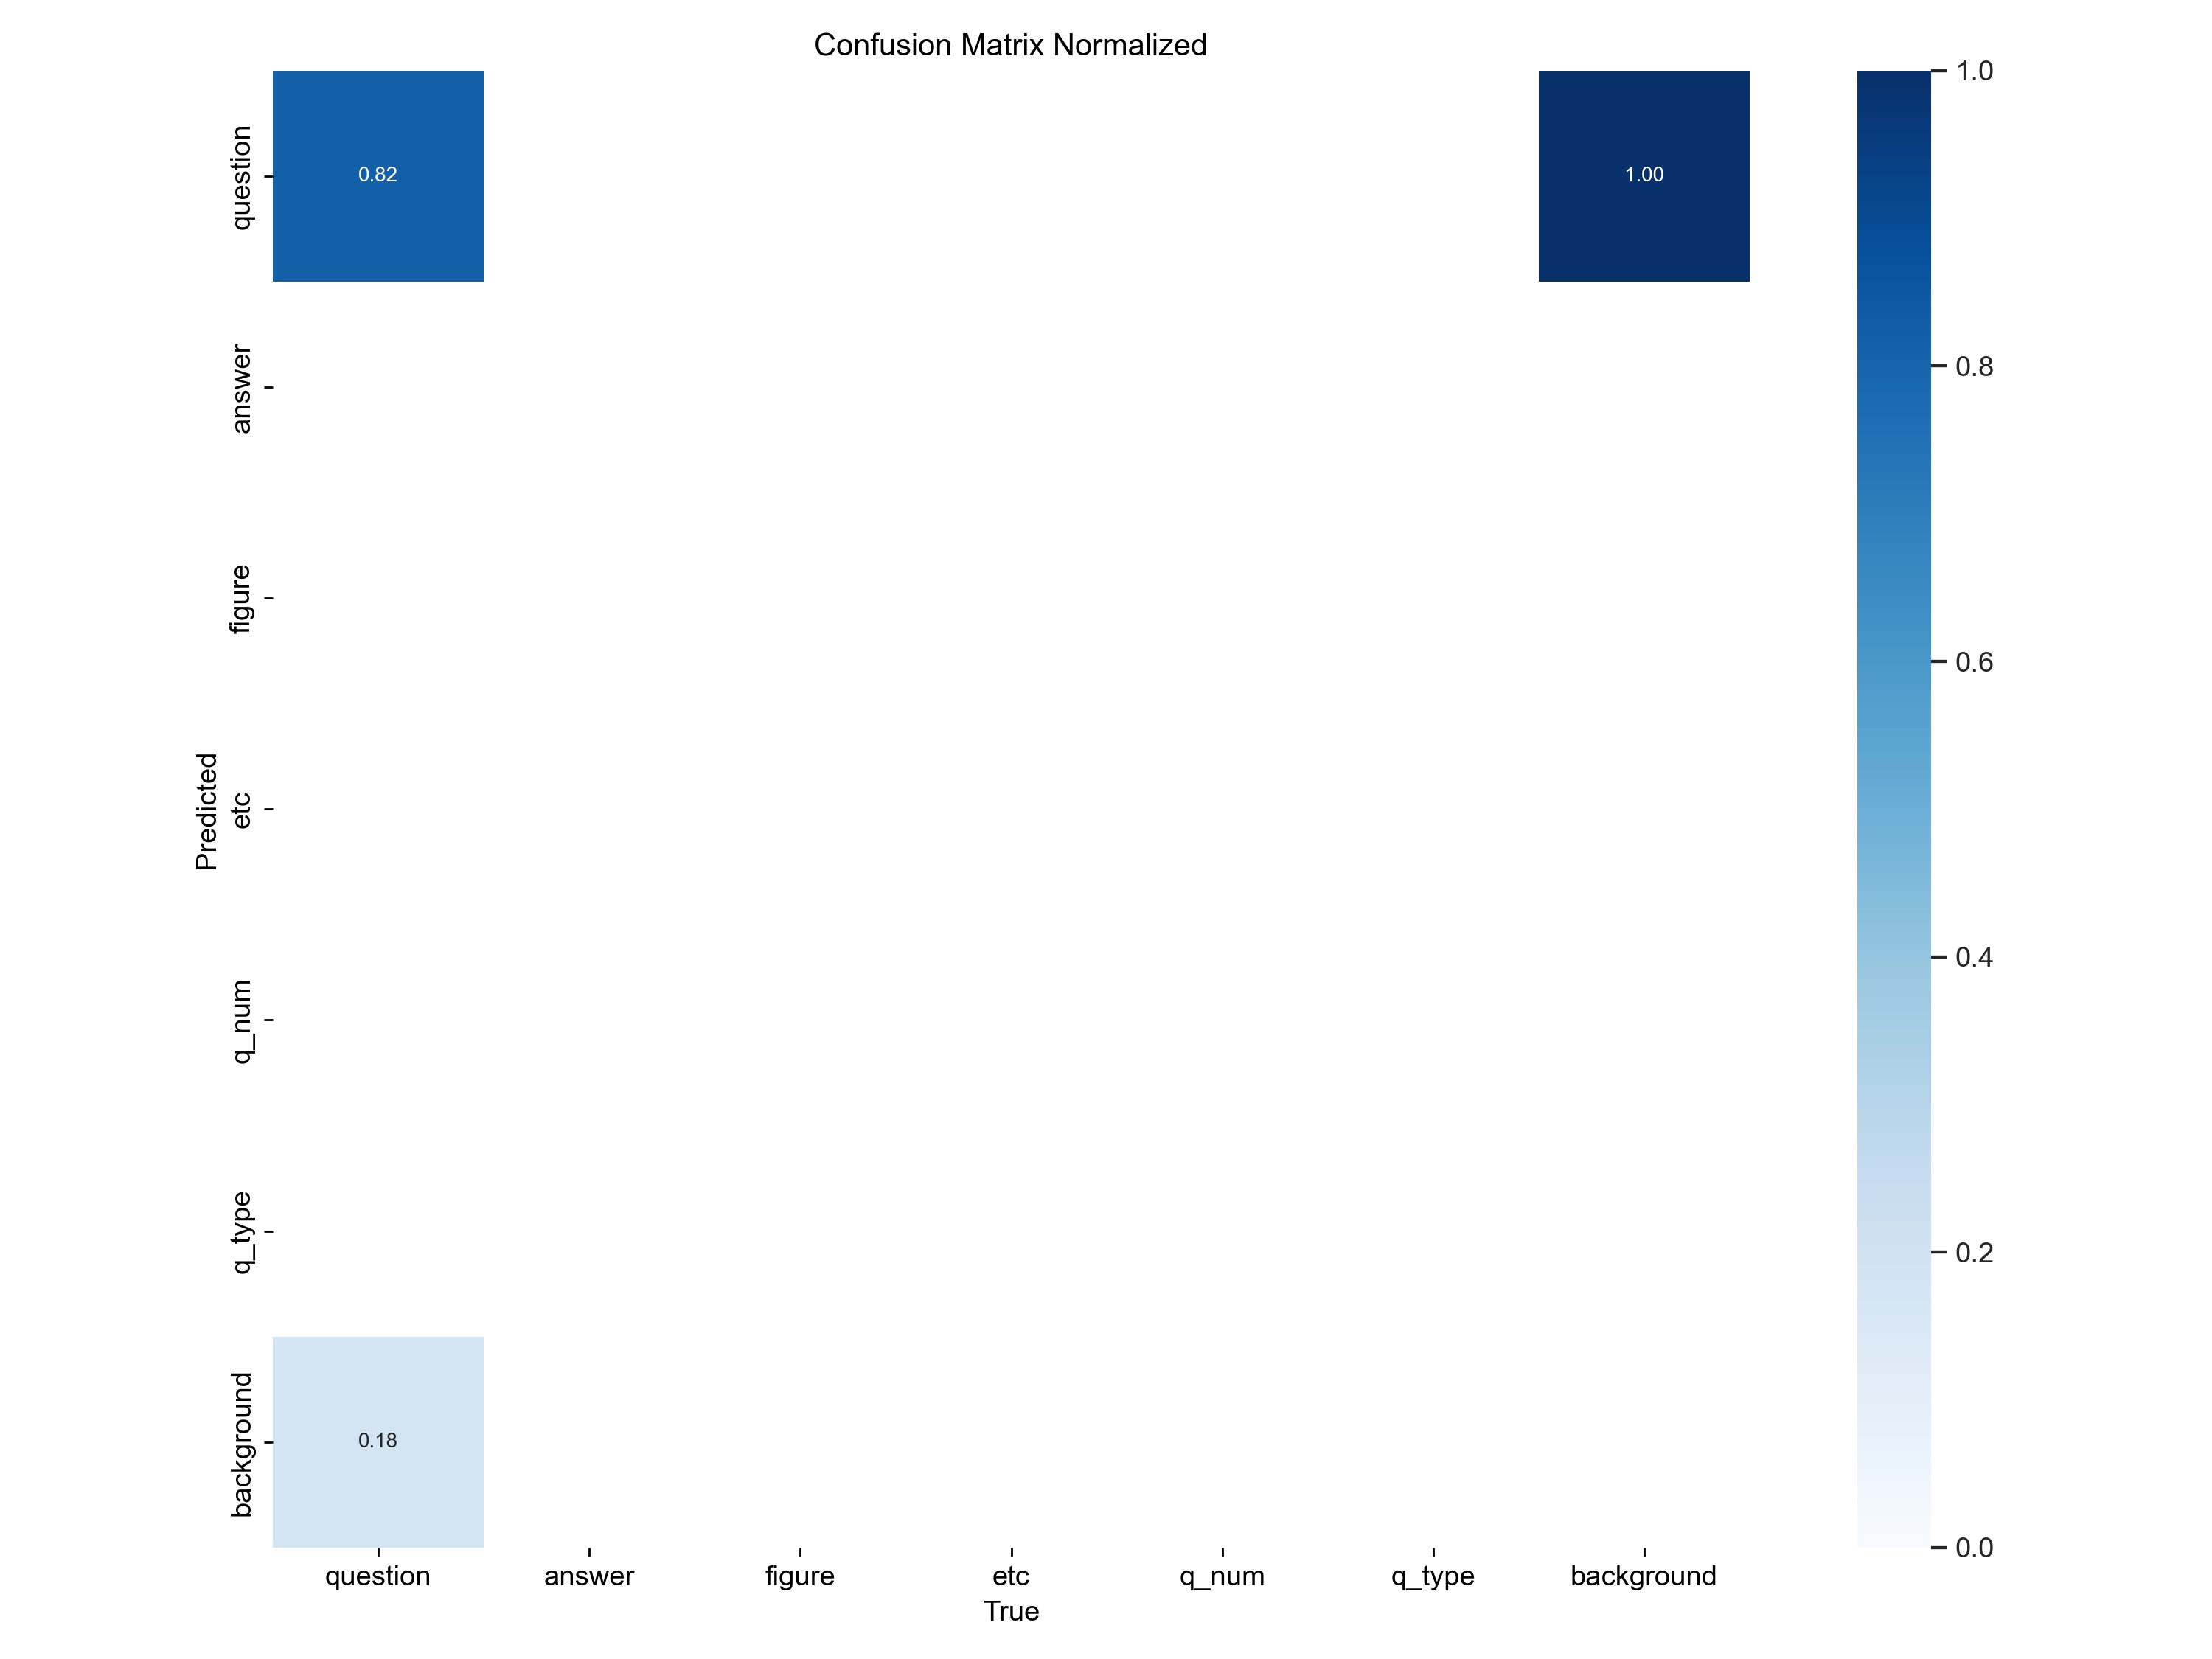 Confusion Matrix Normalized
question
answer
figure
etc
q_num
q_type
background
Predicted
0.82
1.00
0.18
question answer figure etc q_num q_type background
True
1.0
0.8
0.6
0.4
0.2
0.0